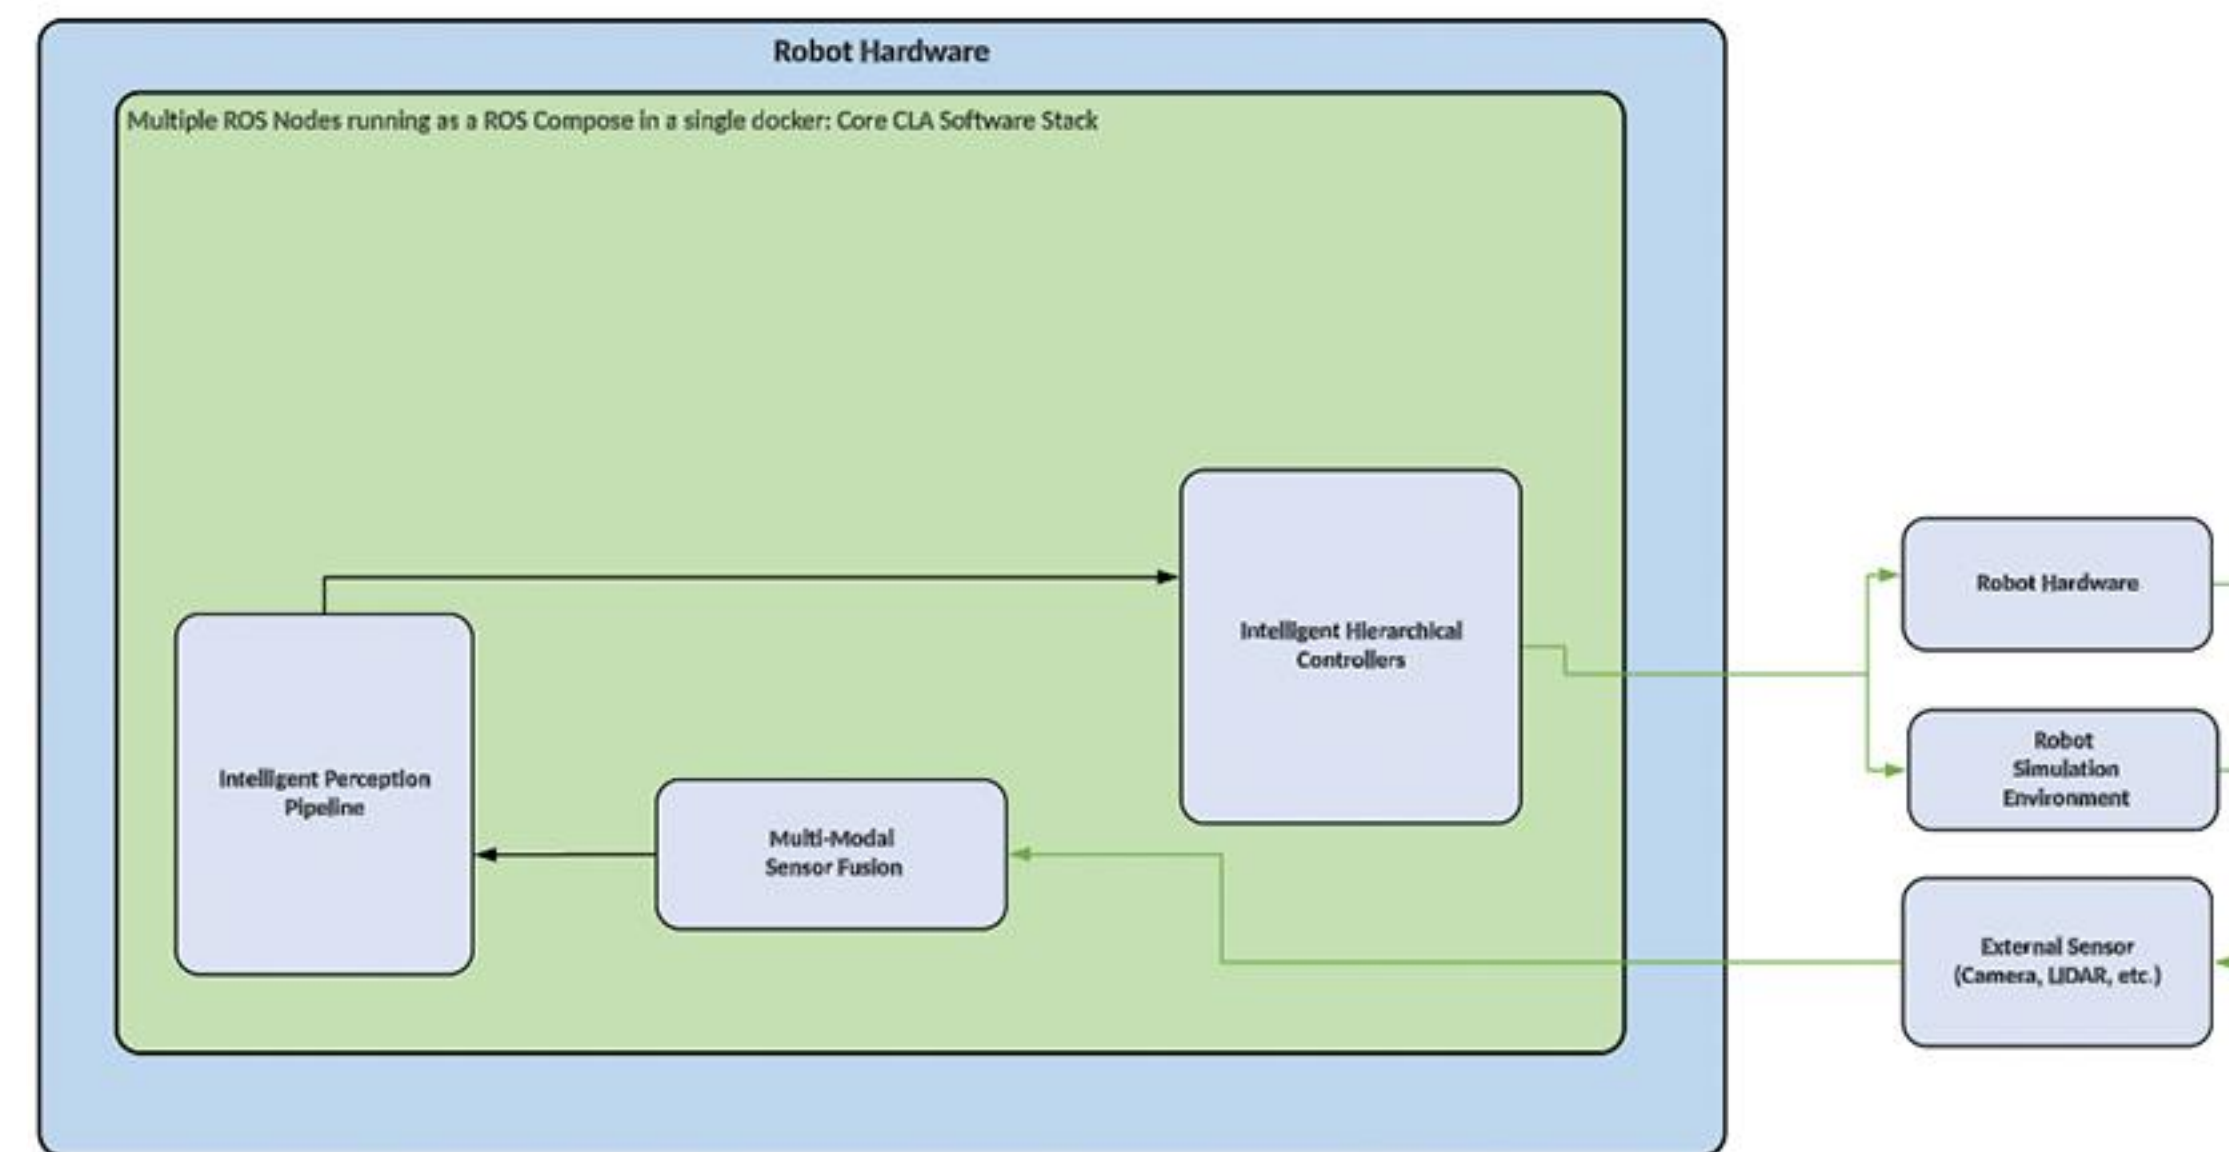 Robot Hardware
Multiple ROS Nodes running as a ROS Compose in a single docker: Core CLA Software Stack
Intelligent Hierarchical
Controllers
Robot Hardware
Intelligent Perception
Pipeline
Multi-Modal
Sensor Fusion
Robot
Simulation
Environment
External Sensor
(Camera, LIDAR, etc.)